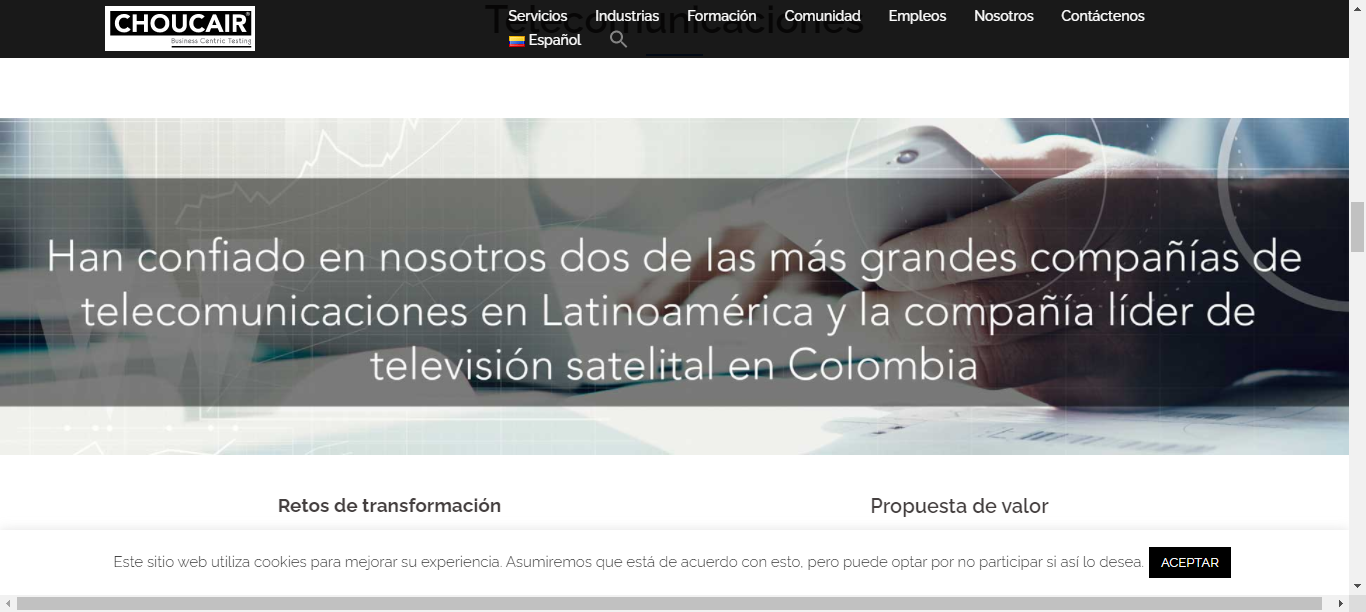 CHOUCAIR®
Business Centric Testing
Servicios Industrias Formación Comunidad Empleos Nosotros Contáctenos
Español
Telecomunicaciones
Han confiado en nosotros dos de las más grandes compañías de
telecomunicaciones en Latinoamérica y la compañía líder de
televisión satelital en Colombia
Retos de transformación
Propuesta de valor
Este sitio web utiliza cookies para mejorar su experiencia. Asumiremos que está de acuerdo con esto, pero puede optar por no participar si así lo desea. ACEPTAR